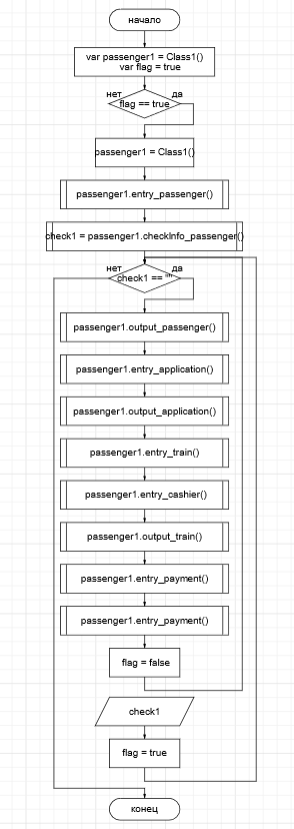 начало
var passenger1 = Class1()
var flag = true
нет
да
flag == true
passenger1 = Class1()
passenger1.entry_passenger()
check1 = passenger1.checkInfo_passenger()
нет
да
check1 == ""
passenger1.output_passenger()
passenger1.entry_application()
passenger1.output_application()
passenger1.entry_train()
passenger1.entry_cashier()
passenger1.output_train()
passenger1.entry_payment()
passenger1.entry_payment()
flag = false
check1
flag = true
конец